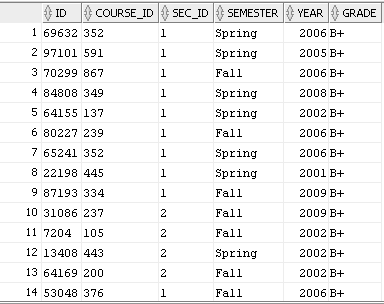 ID COURSE_ID SEC_ID SEMESTER YEAR GRADE
1 69632 352 1 Spring 2006 B+
2 97101 591 1 Spring 2005 B+
3 70299 867 1 Fall 2006 B+
4 84808 349 1 Spring 2008 B+
5 64155 137 1 Spring 2002 B+
6 80227 239 1 Fall 2006 B+
7 65241 352 1 Spring 2006 B+
8 22198 445 1 Spring 2001 B+
9 87193 334 1 Fall 2009 B+
10 31086 237 2 Fall 2009 B+
11 7204 105 2 Fall 2002 B+
12 13408 443 2 Spring 2002 B+
13 64169 200 2 Fall 2002 B+
14 53048 376 1 Fall 2006 B+